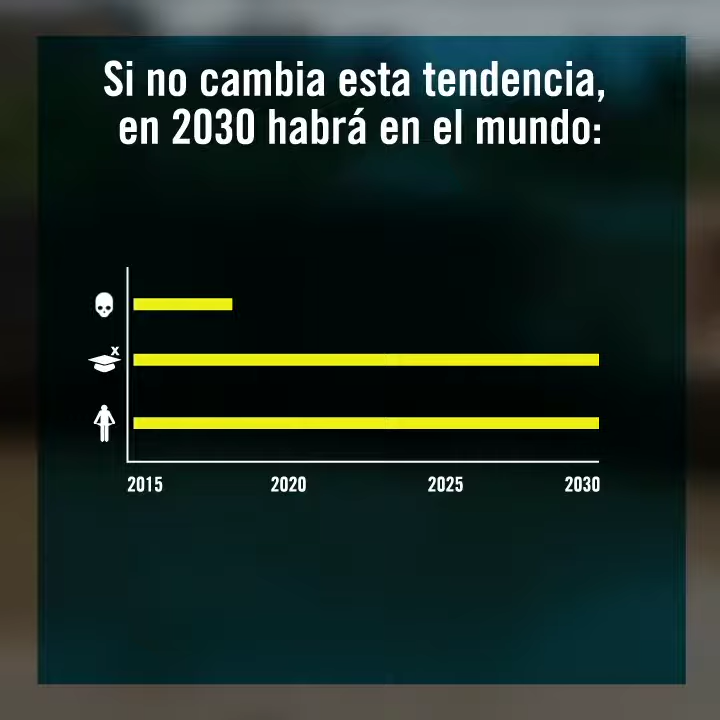 Si no cambia esta tendencia,
en 2030 habrá en el mundo:
x
2015 2020 2025 2030